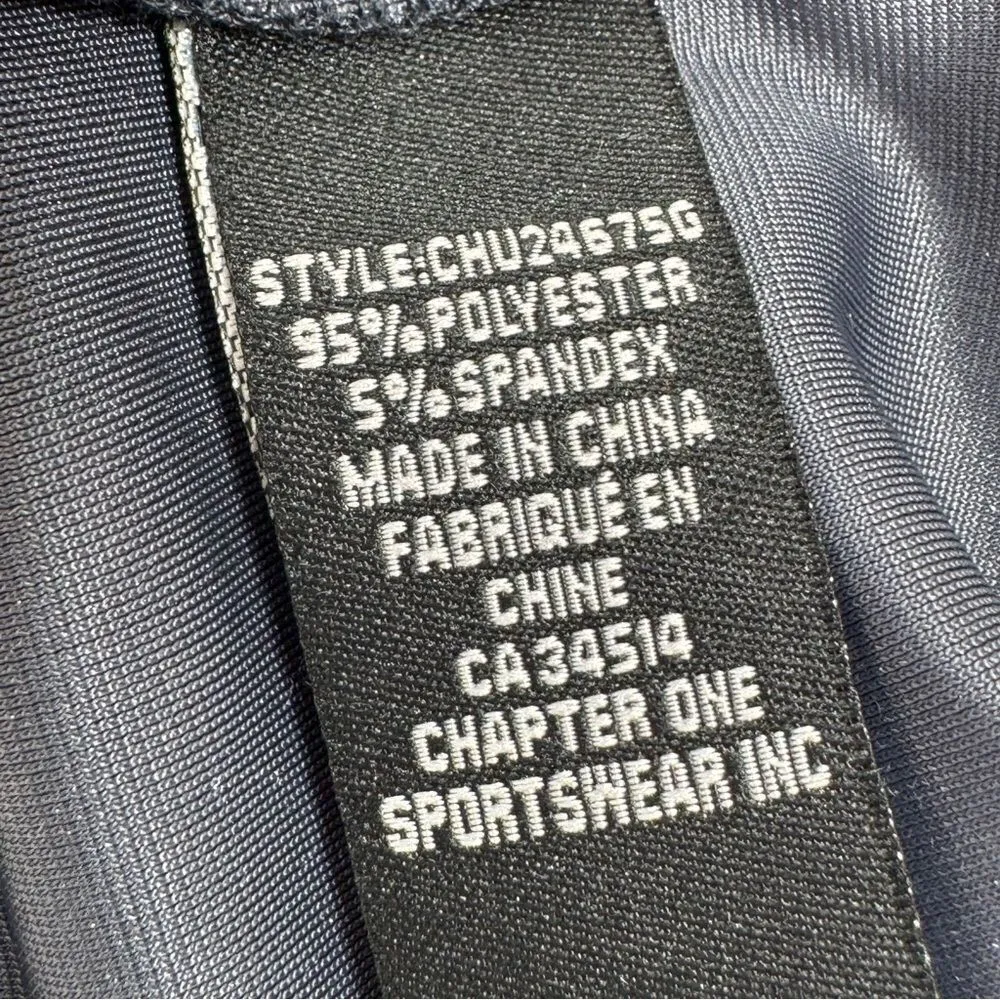 STYLE:CHU24675G
95%POLYESTER
5%SPANDEX
MADE IN CHINA
FABRIQUÉ EN
CHINE
CA34514
CHAPTER ONE
SPORTSWEAR INC